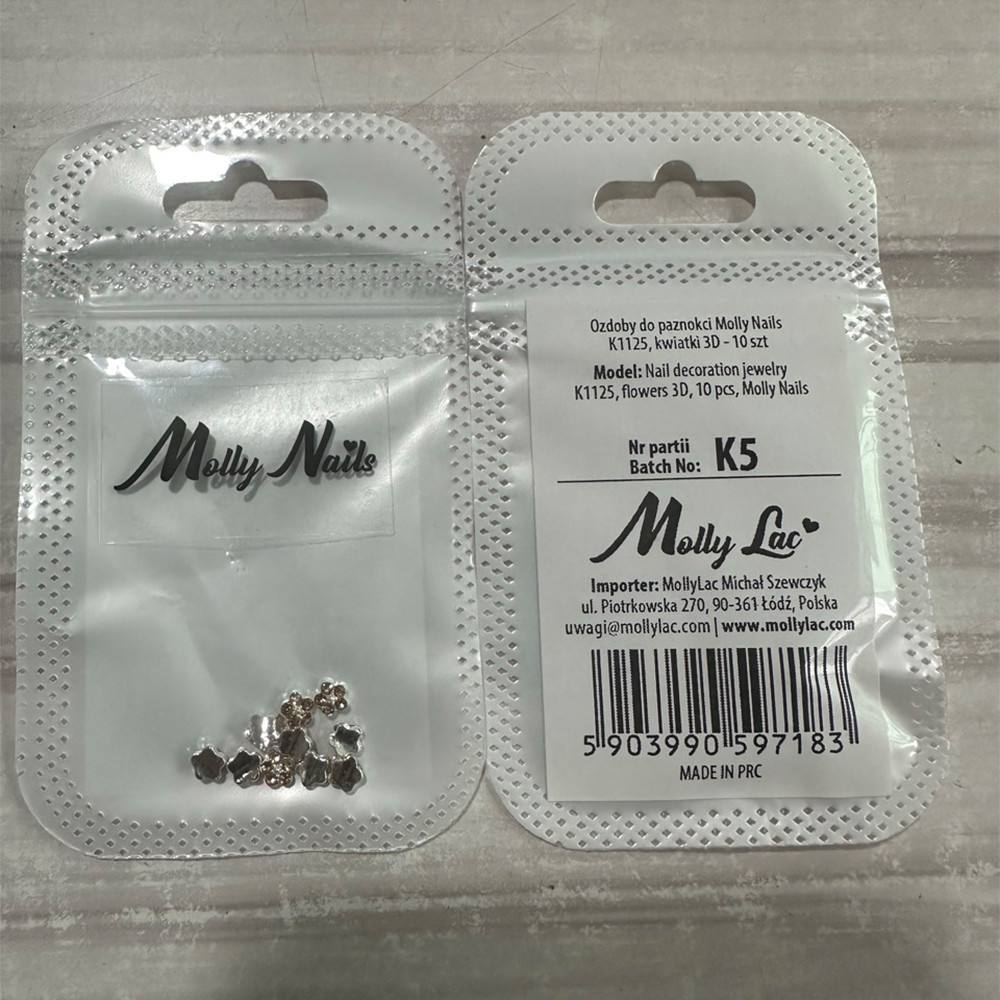 Molly Nails
Ozdoby do paznokci Molly Nails
K1125, kwiatki 3D - 10 szt
Model: Nail decoration jewelry
K1125, flowers 3D, 10 pcs, Molly Nails
Nr partii
Batch No: K5
Molly Lac
Importer: MollyLac Michał Szewczyk
ul. Piotrkowska 270, 90-361 Łódź, Polska
uwagi@mollylac.com | www.mollylac.com
5 903990 597183
MADE IN PRC